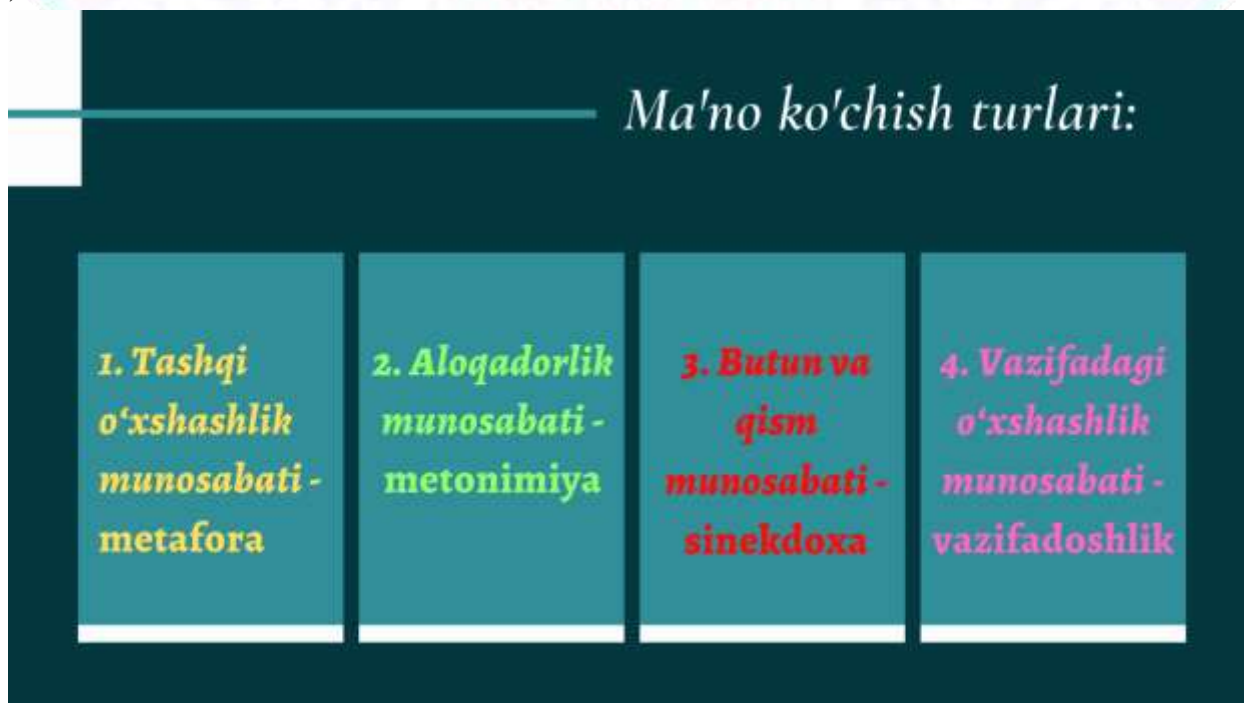 Ma'no ko'chish turlari:
1. Tashqi
o‘xshashlik
munosabati -
metafora
2. Aloqadorlik
munosabati -
metonimiya
3. Butun va
qism
munosabati -
sinekdoxa
4. Vazifadagi
o‘xshashlik
munosabati -
vazifadoshlik